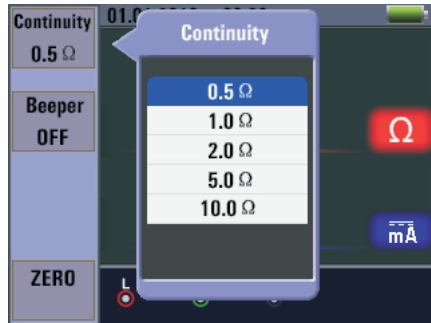 Continuity
0.5 Ω
Beeper
OFF
ZERO
Continuity
0.5 Ω
1.0 Ω
2.0 Ω
5.0 Ω
10.0 Ω
Ω
mA
L